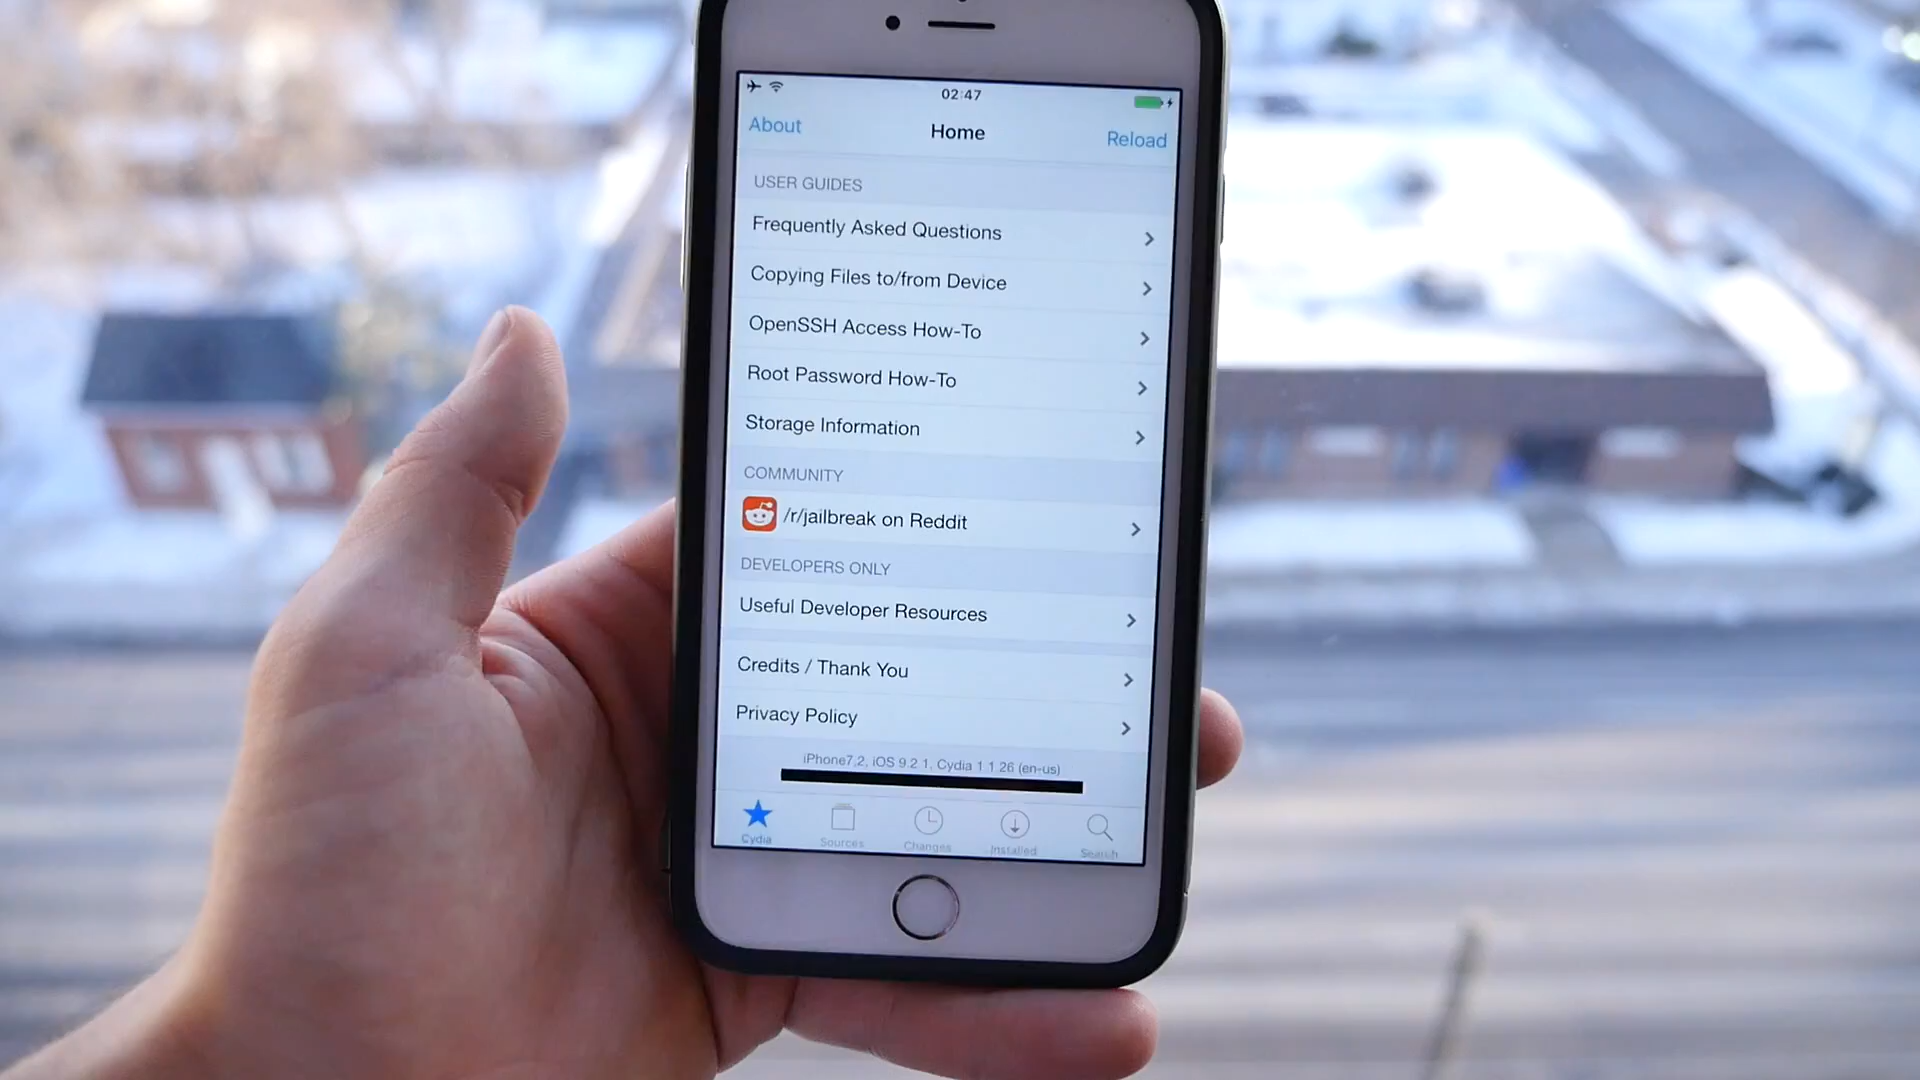 02:47
About
Home
Reload
USER GUIDES
Frequently Asked Questions
Copying Files to/from Device
OpenSSH Access How-To
Root Password How-To
Storage Information
COMMUNITY
/r/jailbreak on Reddit
DEVELOPERS ONLY
Useful Developer Resources
Credits / Thank You
Privacy Policy
iPhone7,2, iOS 9.2.1, Cydia 1.1.26 (en-us)
Cydia
Sources
Changes
Installed
Search